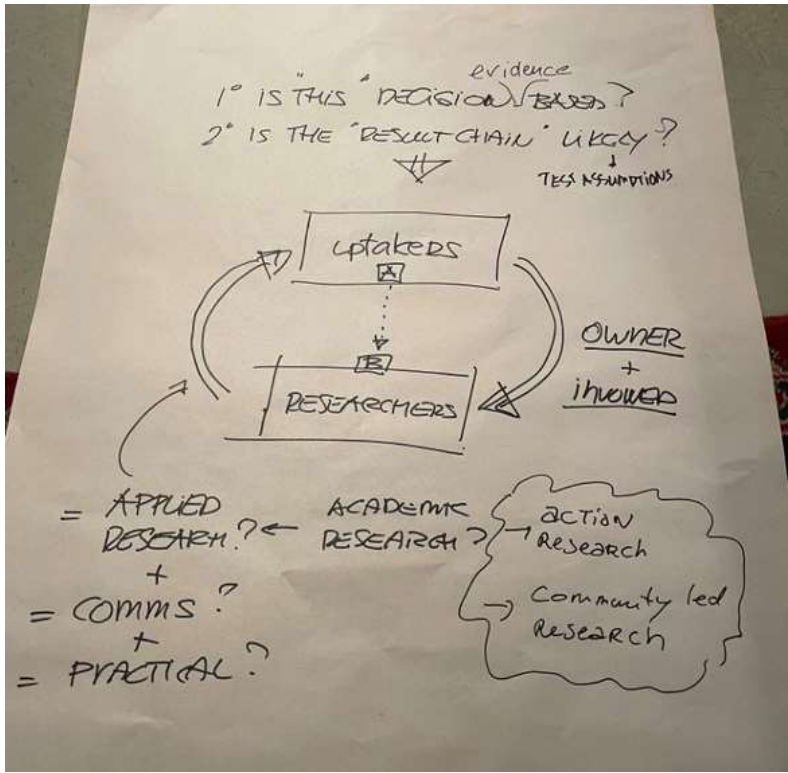 evidence
1° IS "THIS" DECISION √ BASED?
2° IS THE "RESULT CHAIN" LIKELY?
TEST ASSUMPTIONS
uptakers
A
B
RESEARCHERS
OWNER
+
iNVOLVED
= APPLIED
RESEARCH? ←
ACADEMIC
RESEARCH?
→ action
Research
→ Community led
Research
+
= COMMS?
+
= PRACTICAL?